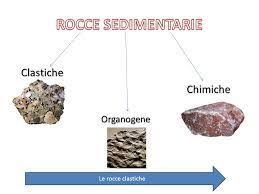 ROCCE SEDIMENTARIE
Clastiche
Chimiche
Organogene
Le rocce clastiche